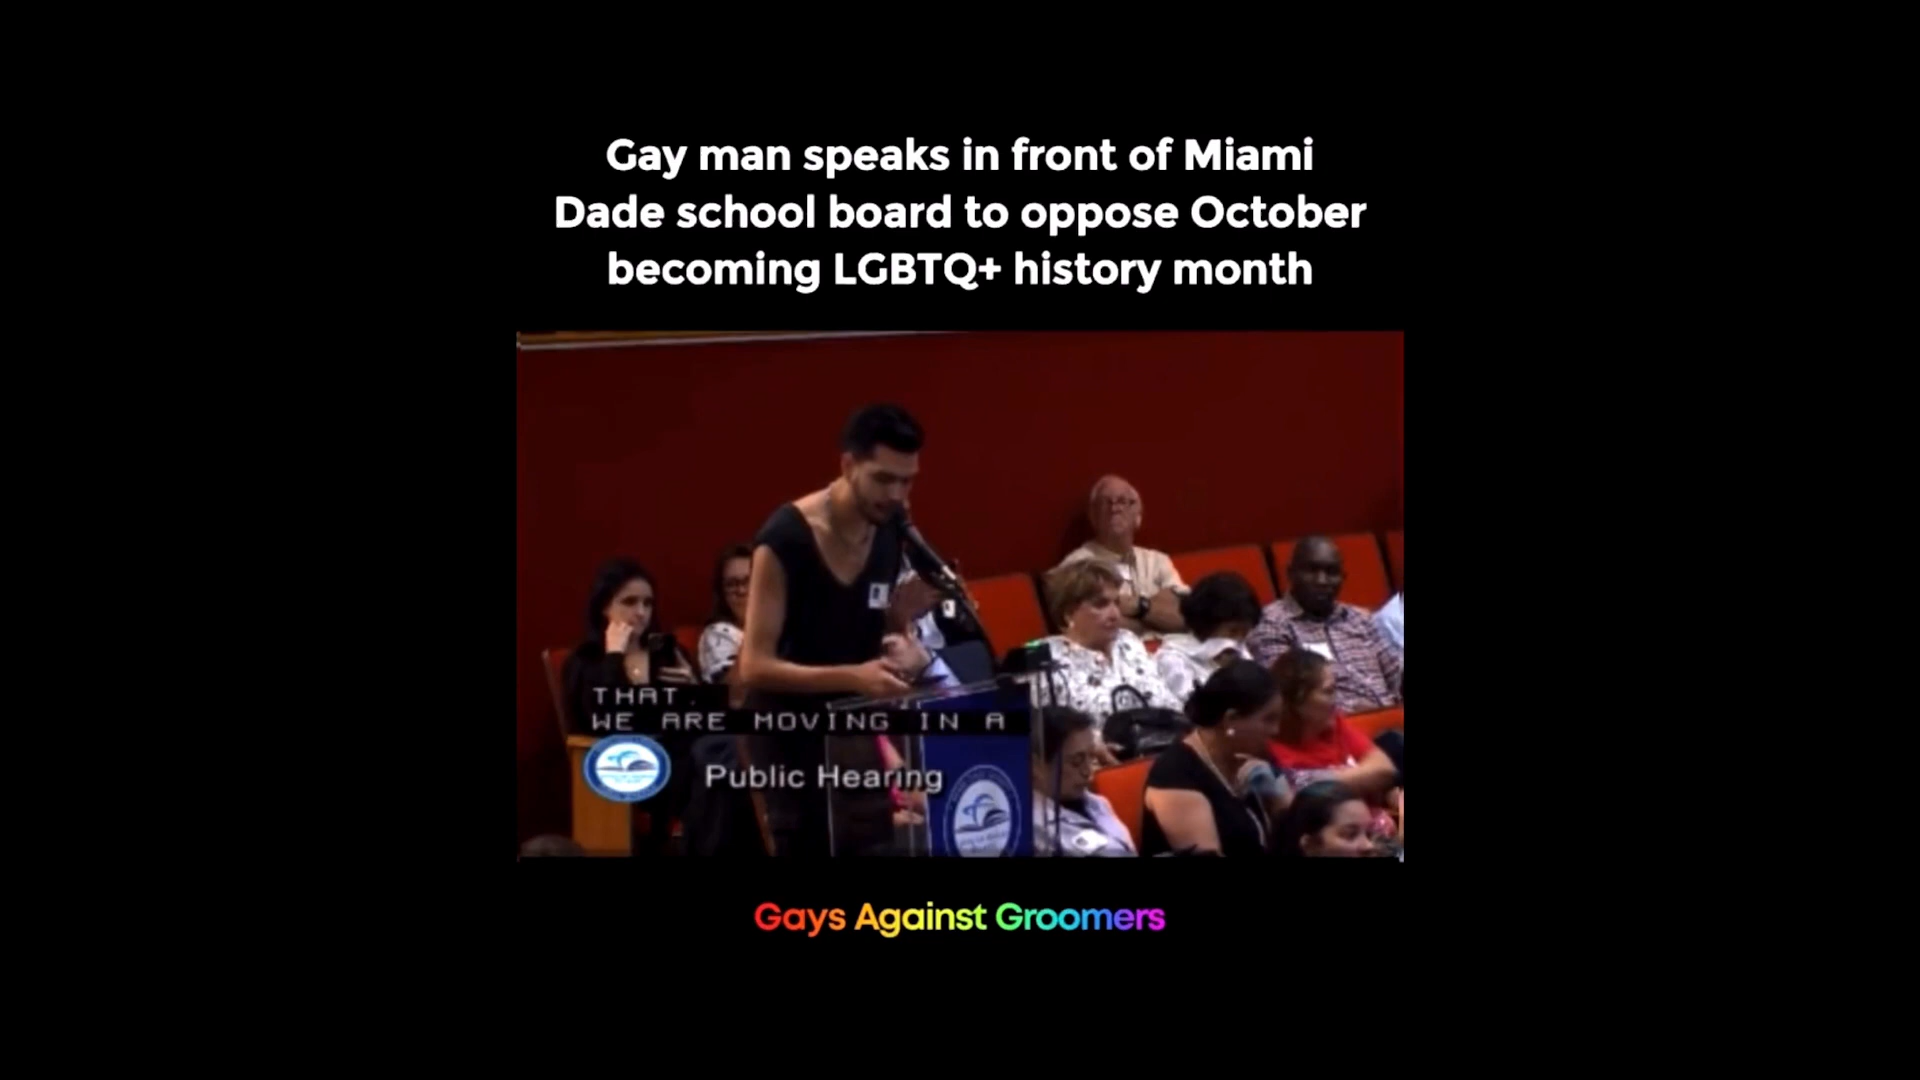 Gay man speaks in front of Miami
Dade school board to oppose October
becoming LGBTQ+ history month
THAT.
WE ARE MOVING IN A
Public Hearing
Gays Against Groomers